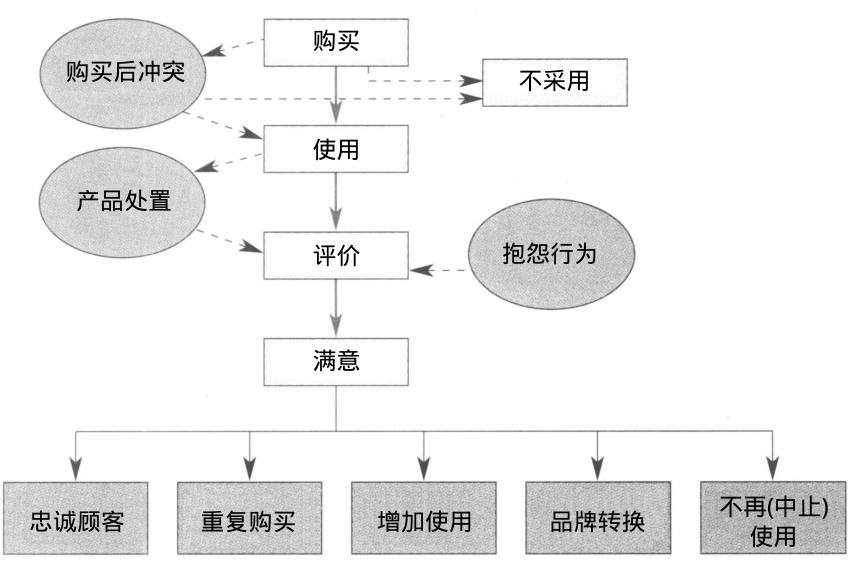 购买
购买后冲突
不采用
使用
产品处置
评价
抱怨行为
满意
忠诚顾客
重复购买
增加使用
品牌转换
不再(中止)
使用